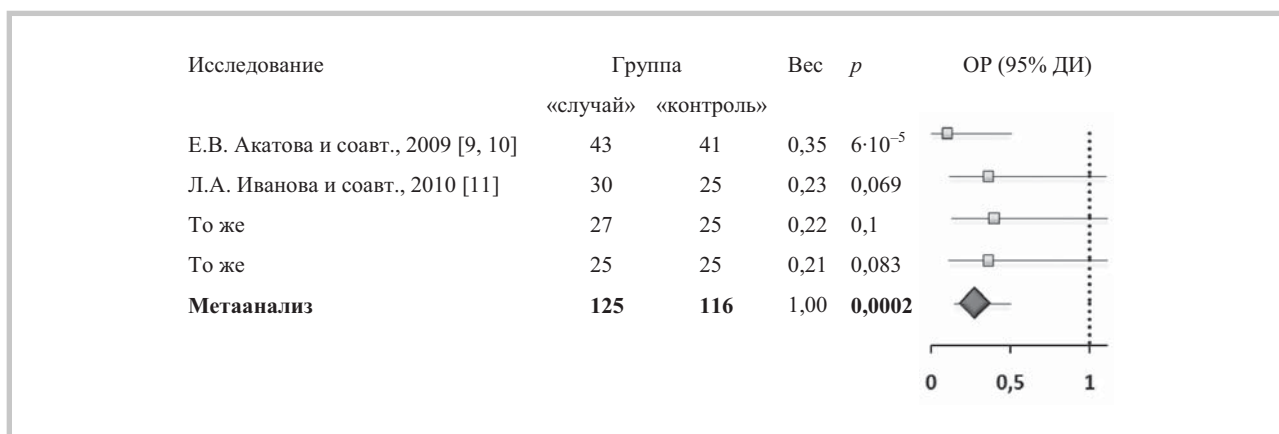 Исследование Группа Вес p ОР (95% ДИ)
«случай» «контроль»
Е.В. Акатова и соавт., 2009 [9, 10] 43 41 0,35 6·10⁻⁵
Л.А. Иванова и соавт., 2010 [11] 30 25 0,23 0,069
То же 27 25 0,22 0,1
То же 25 25 0,21 0,083
Метаанализ 125 116 1,00 0,0002
0 0,5 1